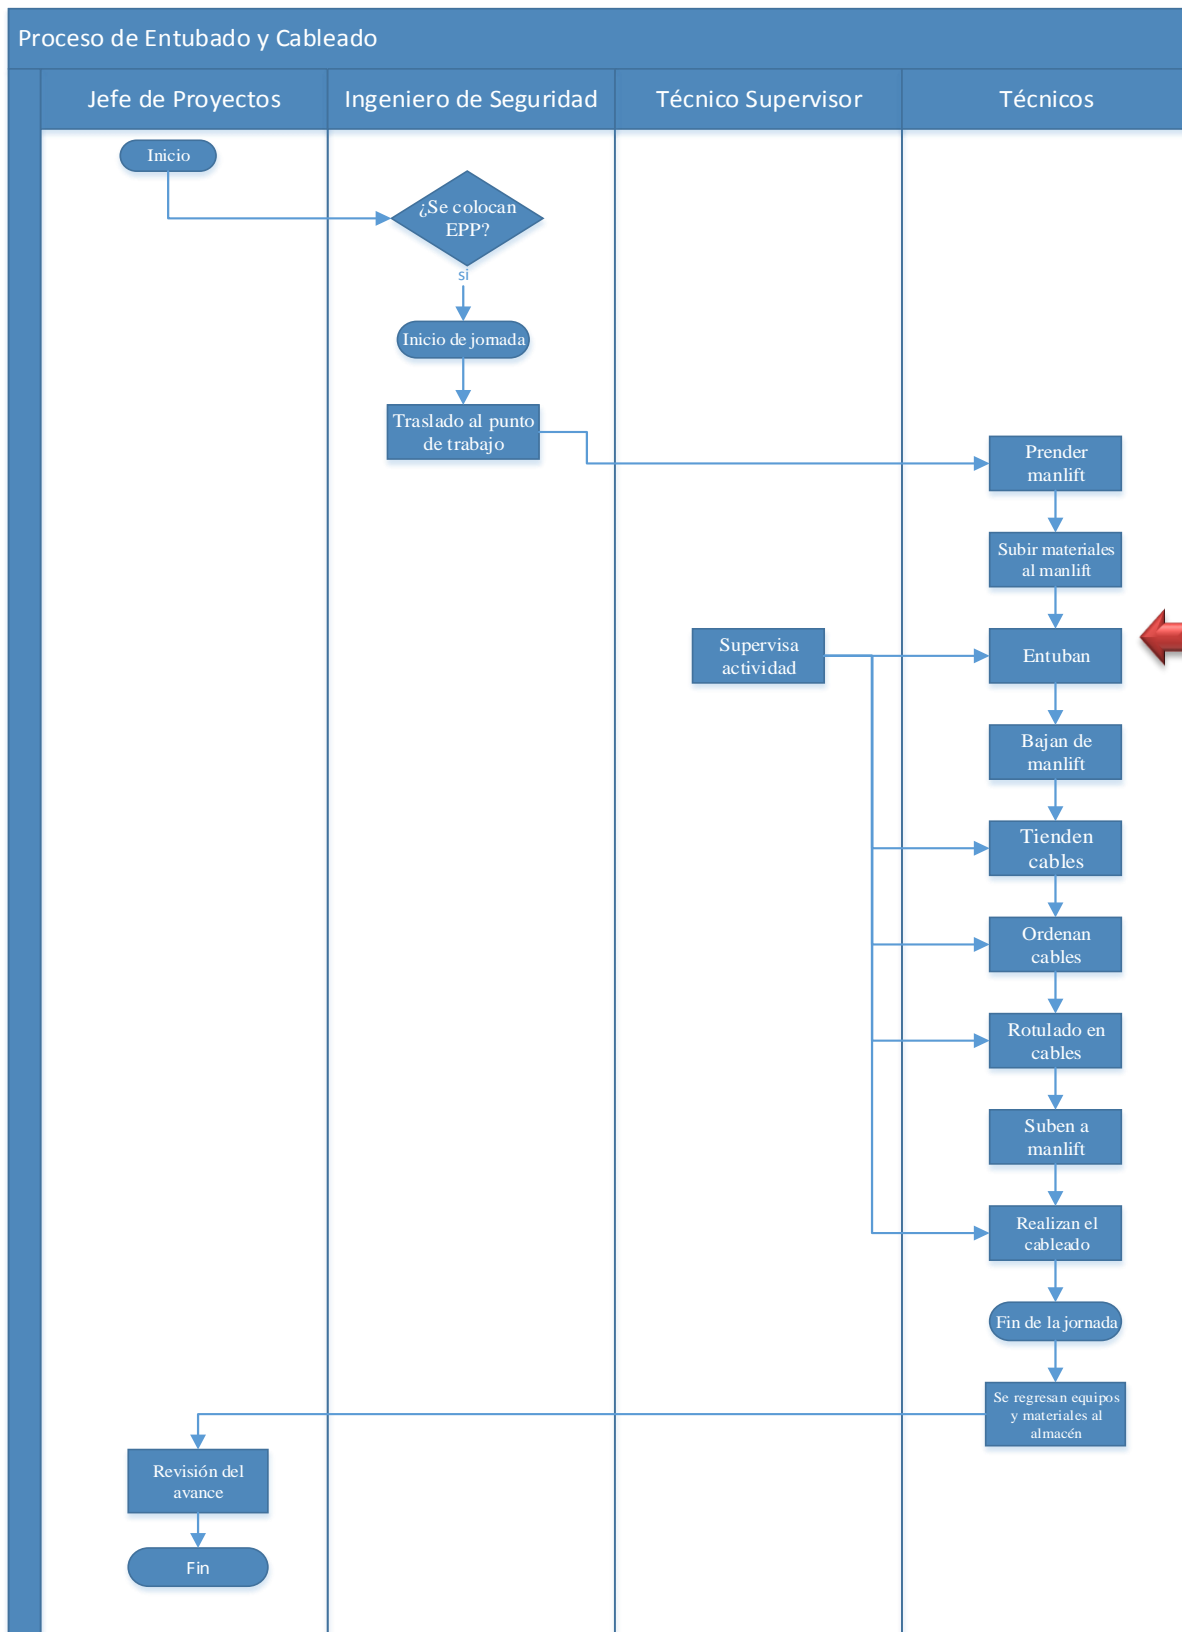 Proceso de Entubado y Cableado
Jefe de Proyectos
Ingeniero de Seguridad
Técnico Supervisor
Técnicos
Inicio
¿Se colocan
EPP?
si
Inicio de jornada
Traslado al punto
de trabajo
Prender
manlift
Subir materiales
al manlift
Supervisa
actividad
Entuban
Bajan de
manlift
Tienden
cables
Ordenan
cables
Rotulado en
cables
Suben a
manlift
Realizan el
cableado
Fin de la jornada
Se regresan equipos
y materiales al
almacén
Revisión del
avance
Fin